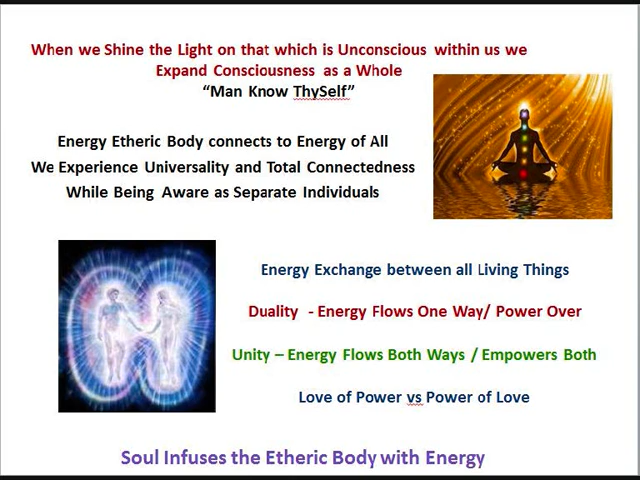 When we Shine the Light on that which is Unconscious within us we
Expand Consciousness as a Whole
“Man Know ThySelf”
Energy Etheric Body connects to Energy of All
We Experience Universality and Total Connectedness
While Being Aware as Separate Individuals
Energy Exchange between all Living Things
Duality - Energy Flows One Way/ Power Over
Unity – Energy Flows Both Ways / Empowers Both
Love of Power vs Power of Love
Soul Infuses the Etheric Body with Energy